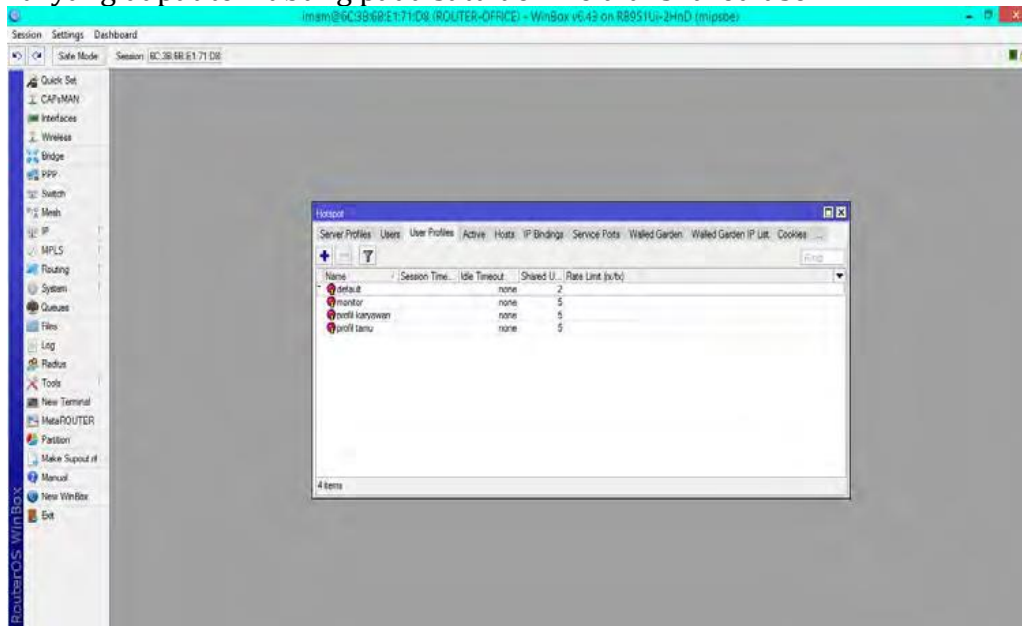 imam@6C:3B:6B:E1:71:D8 (ROUTER-OFFICE) - WinBox v6.43 on RB951Ui-2HnD (mipsbe)
Session Settings Dashboard
Safe Mode Session: 6C:3B:6B:E1:71:D8
Quick Set
CAPsMAN
Interfaces
Wireless
Bridge
PPP
Switch
Mesh
IP
MPLS
Routing
System
Queues
Files
Log
Radius
Tools
New Terminal
MetaROUTER
Partition
Make Supout.rif
Manual
New WinBox
Exit
RouterOS WinBox
Hotspot
Server Profiles Users User Profiles Active Hosts IP Bindings Service Ports Walled Garden Walled Garden IP List Cookies ...
Find
Name Session Time... Idle Timeout Shared U... Rate Limit (rx/tx)
* default none 2
monitor none 5
profil karyawan none 5
profil tamu none 5
4 items